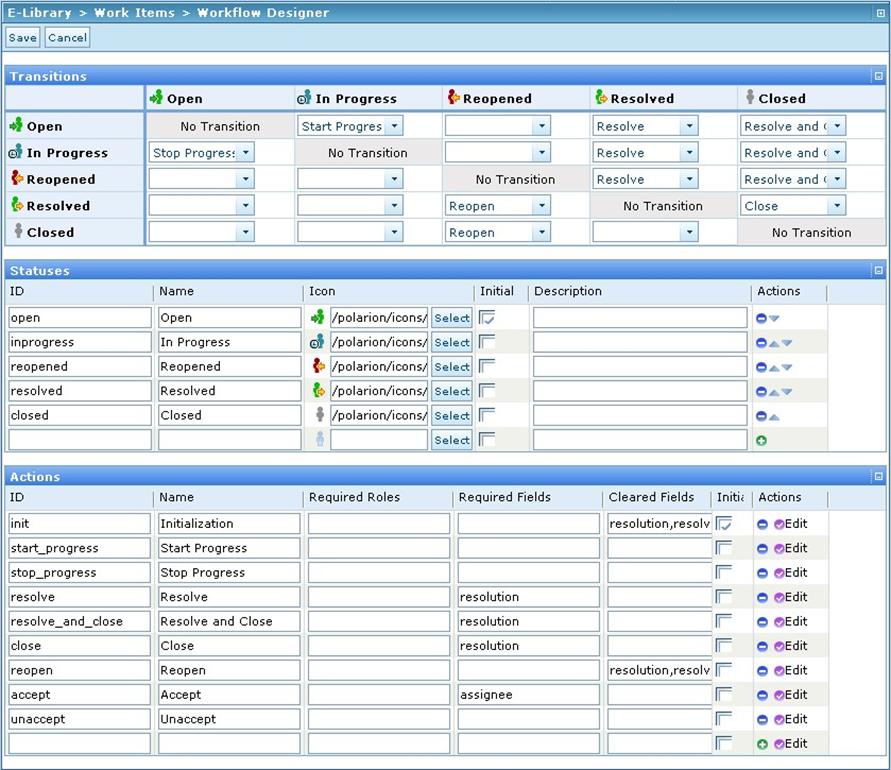 E-Library > Work Items > Workflow Designer
Save Cancel
Transitions
Open In Progress Reopened Resolved Closed
Open No Transition Start Progres Resolve Resolve and (
In Progress Stop Progres: No Transition Resolve Resolve and (
Reopened No Transition Resolve Resolve and (
Resolved Reopen No Transition Close
Closed Reopen No Transition
Statuses
ID Name Icon Initial Description Actions
open Open /polarion/icons/ Select
inprogress In Progress /polarion/icons/ Select
reopened Reopened /polarion/icons/ Select
resolved Resolved /polarion/icons/ Select
closed Closed /polarion/icons/ Select
Select
Actions
ID Name Required Roles Required Fields Cleared Fields Initia Actions
init Initialization resolution,resolv Edit
start_progress Start Progress Edit
stop_progress Stop Progress Edit
resolve Resolve resolution Edit
resolve_and_close Resolve and Close resolution Edit
close Close resolution Edit
reopen Reopen resolution,resolv Edit
accept Accept assignee Edit
unaccept Unaccept Edit
Edit